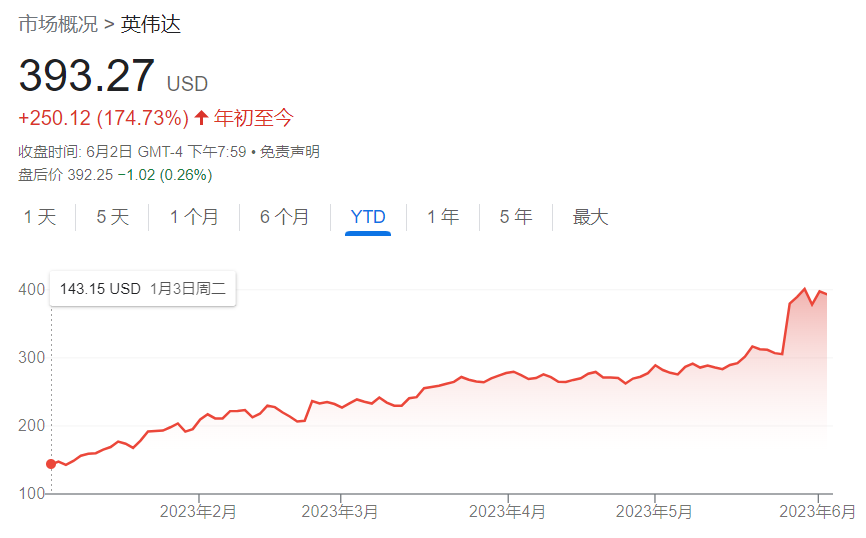 市场概况 > 英伟达
393.27 USD
+250.12 (174.73%) ↑ 年初至今
收盘时间: 6月2日 GMT-4 下午7:59 • 免责声明
盘后价 392.25 −1.02 (0.26%)
1 天 5 天 1 个月 6 个月 YTD 1 年 5 年 最大
143.15 USD 1月3日周二
400
300
200
100
2023年2月 2023年3月 2023年4月 2023年5月 2023年6月